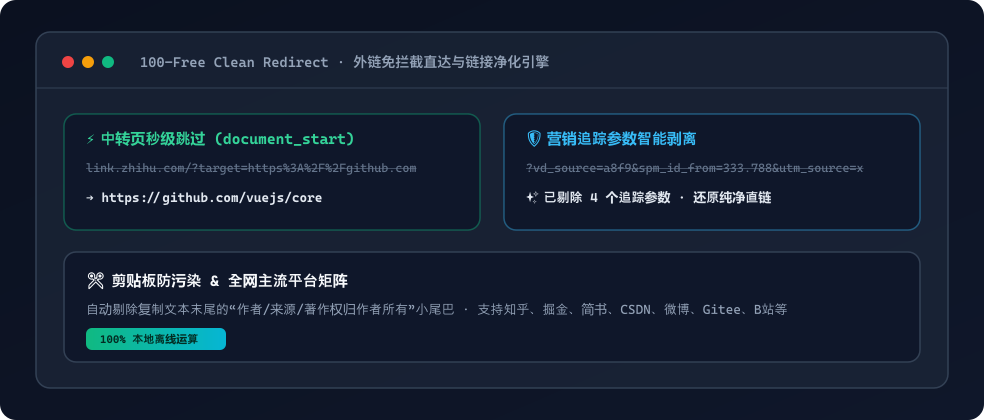 100-Free Clean Redirect · 外链免拦截直达与链接净化引擎
⚡ 中转页秒级跳过 (document_start)
link.zhihu.com/?target=https%3A%2F%2Fgithub.com
→ https://github.com/vuejs/core
🛡 营销追踪参数智能剥离
?vd_source=a8f9&spm_id_from=333.788&utm_source=x
✨ 已剔除 4 个追踪参数 · 还原纯净直链
✂ 剪贴板防污染 & 全网主流平台矩阵
自动剔除复制文本末尾的“作者/来源/著作权归作者所有”小尾巴 · 支持知乎、掘金、简书、CSDN、微博、Gitee、B站等
100% 本地离线运算